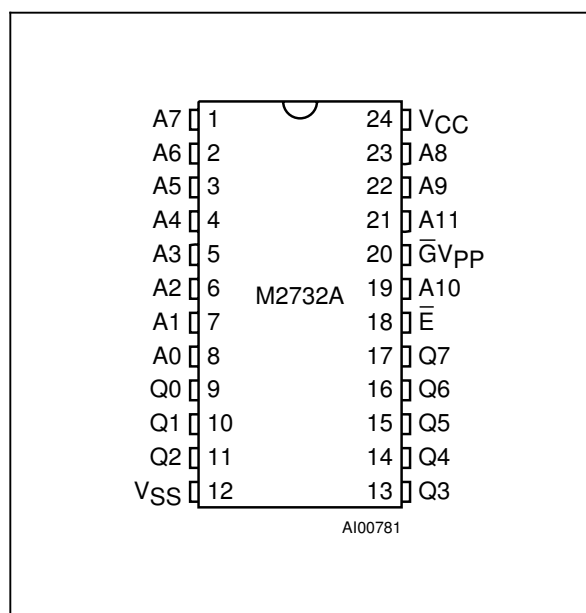 A7 1 24 VCC
A6 2 23 A8
A5 3 22 A9
A4 4 21 A11
A3 5 20 G̅VPP
A2 6 19 A10
M2732A
A1 7 18 E̅
A0 8 17 Q7
Q0 9 16 Q6
Q1 10 15 Q5
Q2 11 14 Q4
VSS 12 13 Q3
AI00781